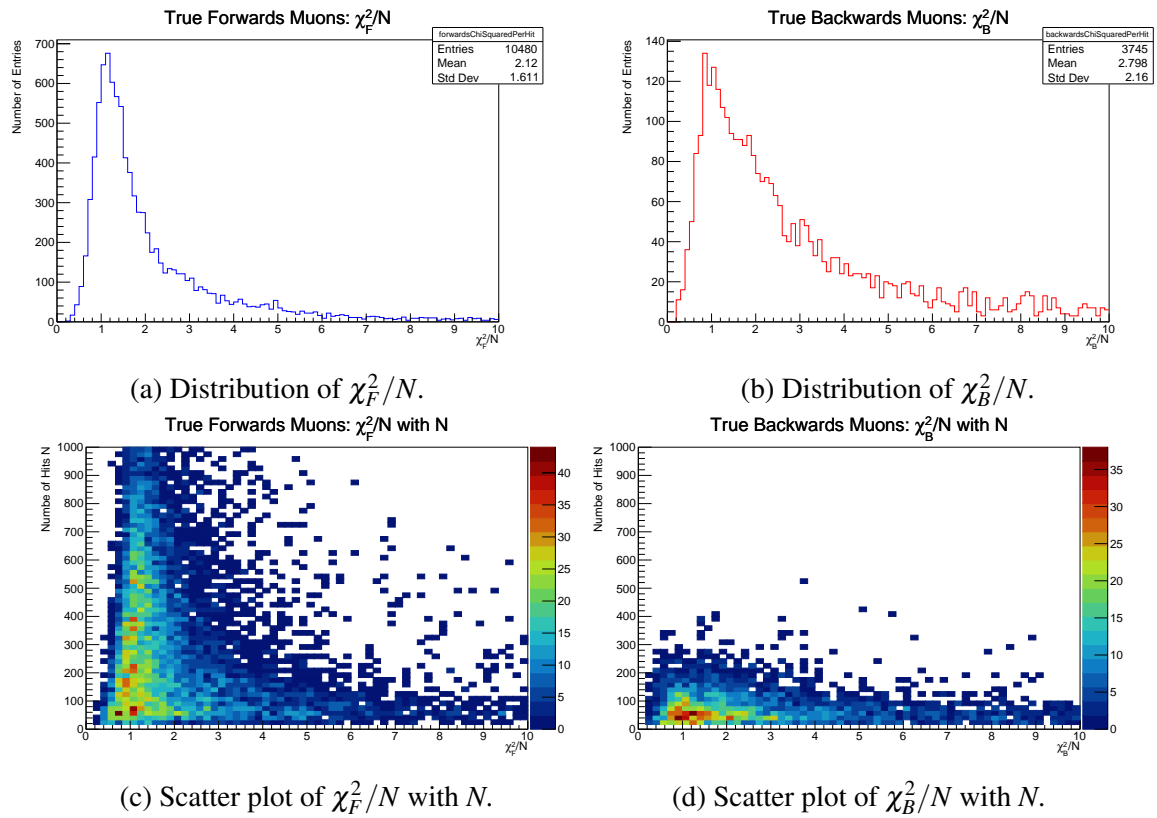 True Forwards Muons: χ²_F/N
forwardsChiSquaredPerHit
Entries 10480
Mean 2.12
Std Dev 1.611
Number of Entries
700
600
500
400
300
200
100
0
0 1 2 3 4 5 6 7 8 9 10
χ²_F/N
(a) Distribution of χ²_F/N.
True Backwards Muons: χ²_B/N
backwardsChiSquaredPerHit
Entries 3745
Mean 2.798
Std Dev 2.16
Number of Entries
140
120
100
80
60
40
20
0
0 1 2 3 4 5 6 7 8 9 10
χ²_B/N
(b) Distribution of χ²_B/N.
True Forwards Muons: χ²_F/N with N
Numbe of Hits N
1000
900
800
700
600
500
400
300
200
100
0
0 1 2 3 4 5 6 7 8 9 10
χ²_F/N
40
35
30
25
20
15
10
5
0
(c) Scatter plot of χ²_F/N with N.
True Backwards Muons: χ²_B/N with N
Numbe of Hits N
1000
900
800
700
600
500
400
300
200
100
0
0 1 2 3 4 5 6 7 8 9 10
χ²_B/N
35
30
25
20
15
10
5
0
(d) Scatter plot of χ²_B/N with N.